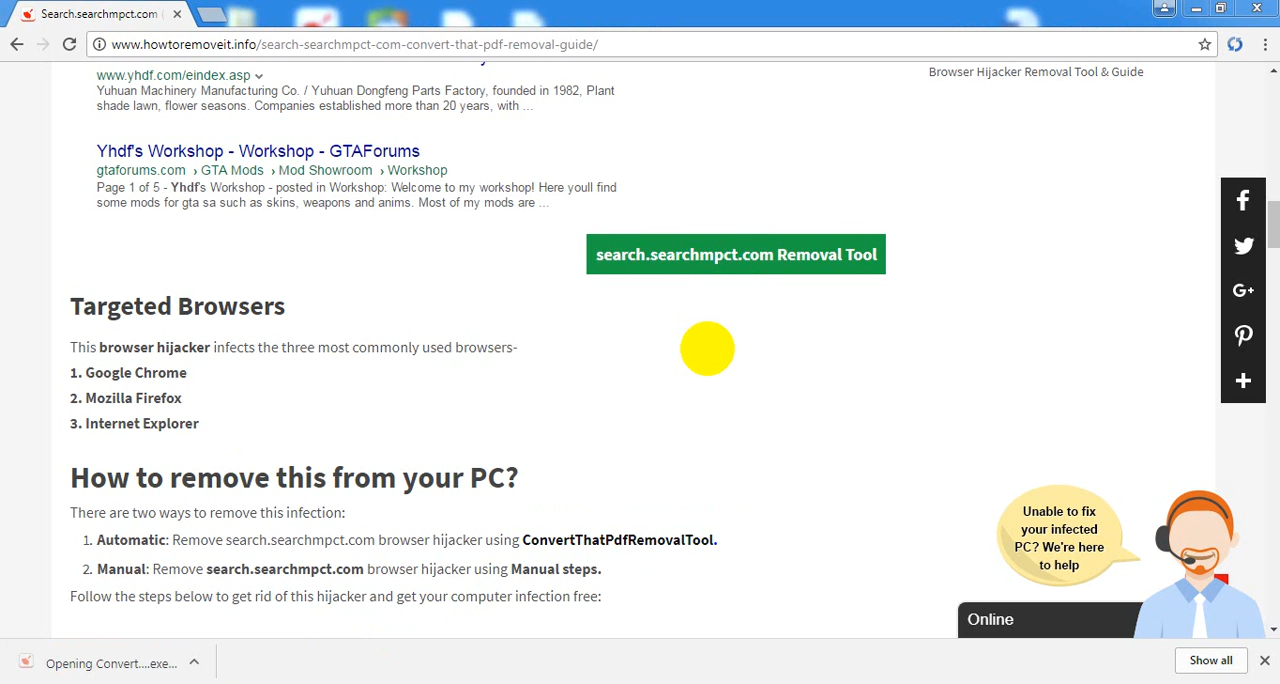 Search.searchmpct.com (
www.howtoremoveit.info/search-searchmpct-com-convert-that-pdf-removal-guide/
www.yhdf.com/eindex.asp
Yuhuan Machinery Manufacturing Co. / Yuhuan Dongfeng Parts Factory, founded in 1982, Plant
shade lawn, flower seasons. Companies established more than 20 years, with ...
Browser Hijacker Removal Tool & Guide
Yhdf's Workshop - Workshop - GTAForums
gtaforums.com › GTA Mods › Mod Showroom › Workshop
Page 1 of 5 - Yhdf's Workshop - posted in Workshop: Welcome to my workshop! Here youll find
some mods for gta sa such as skins, weapons and anims. Most of my mods are ...
search.searchmpct.com Removal Tool
Targeted Browsers
This browser hijacker infects the three most commonly used browsers-
1. Google Chrome
2. Mozilla Firefox
3. Internet Explorer
How to remove this from your PC?
There are two ways to remove this infection:
1. Automatic: Remove search.searchmpct.com browser hijacker using ConvertThatPdfRemovalTool.
2. Manual: Remove search.searchmpct.com browser hijacker using Manual steps.
Follow the steps below to get rid of this hijacker and get your computer infection free:
Unable to fix
your infected
PC? We're here
to help
Online
Opening Convert....exe...
Show all